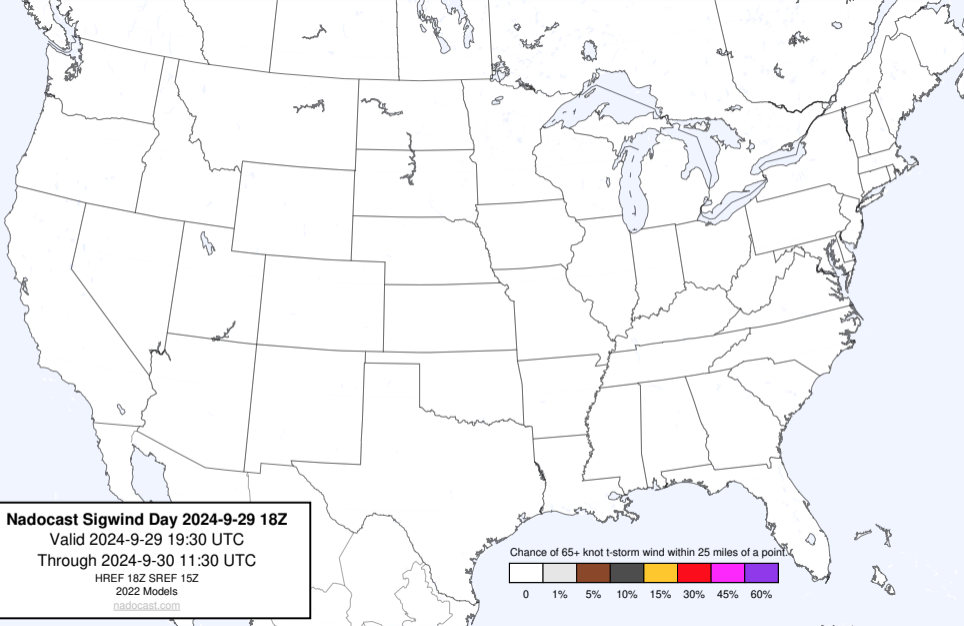 Nadocast Sigwind Day 2024-9-29 18Z
Valid 2024-9-29 19:30 UTC
Through 2024-9-30 11:30 UTC
HREF 18Z SREF 15Z
2022 Models
nadocast.com
Chance of 65+ knot t-storm wind within 25 miles of a point.
0 1% 5% 10% 15% 30% 45% 60%